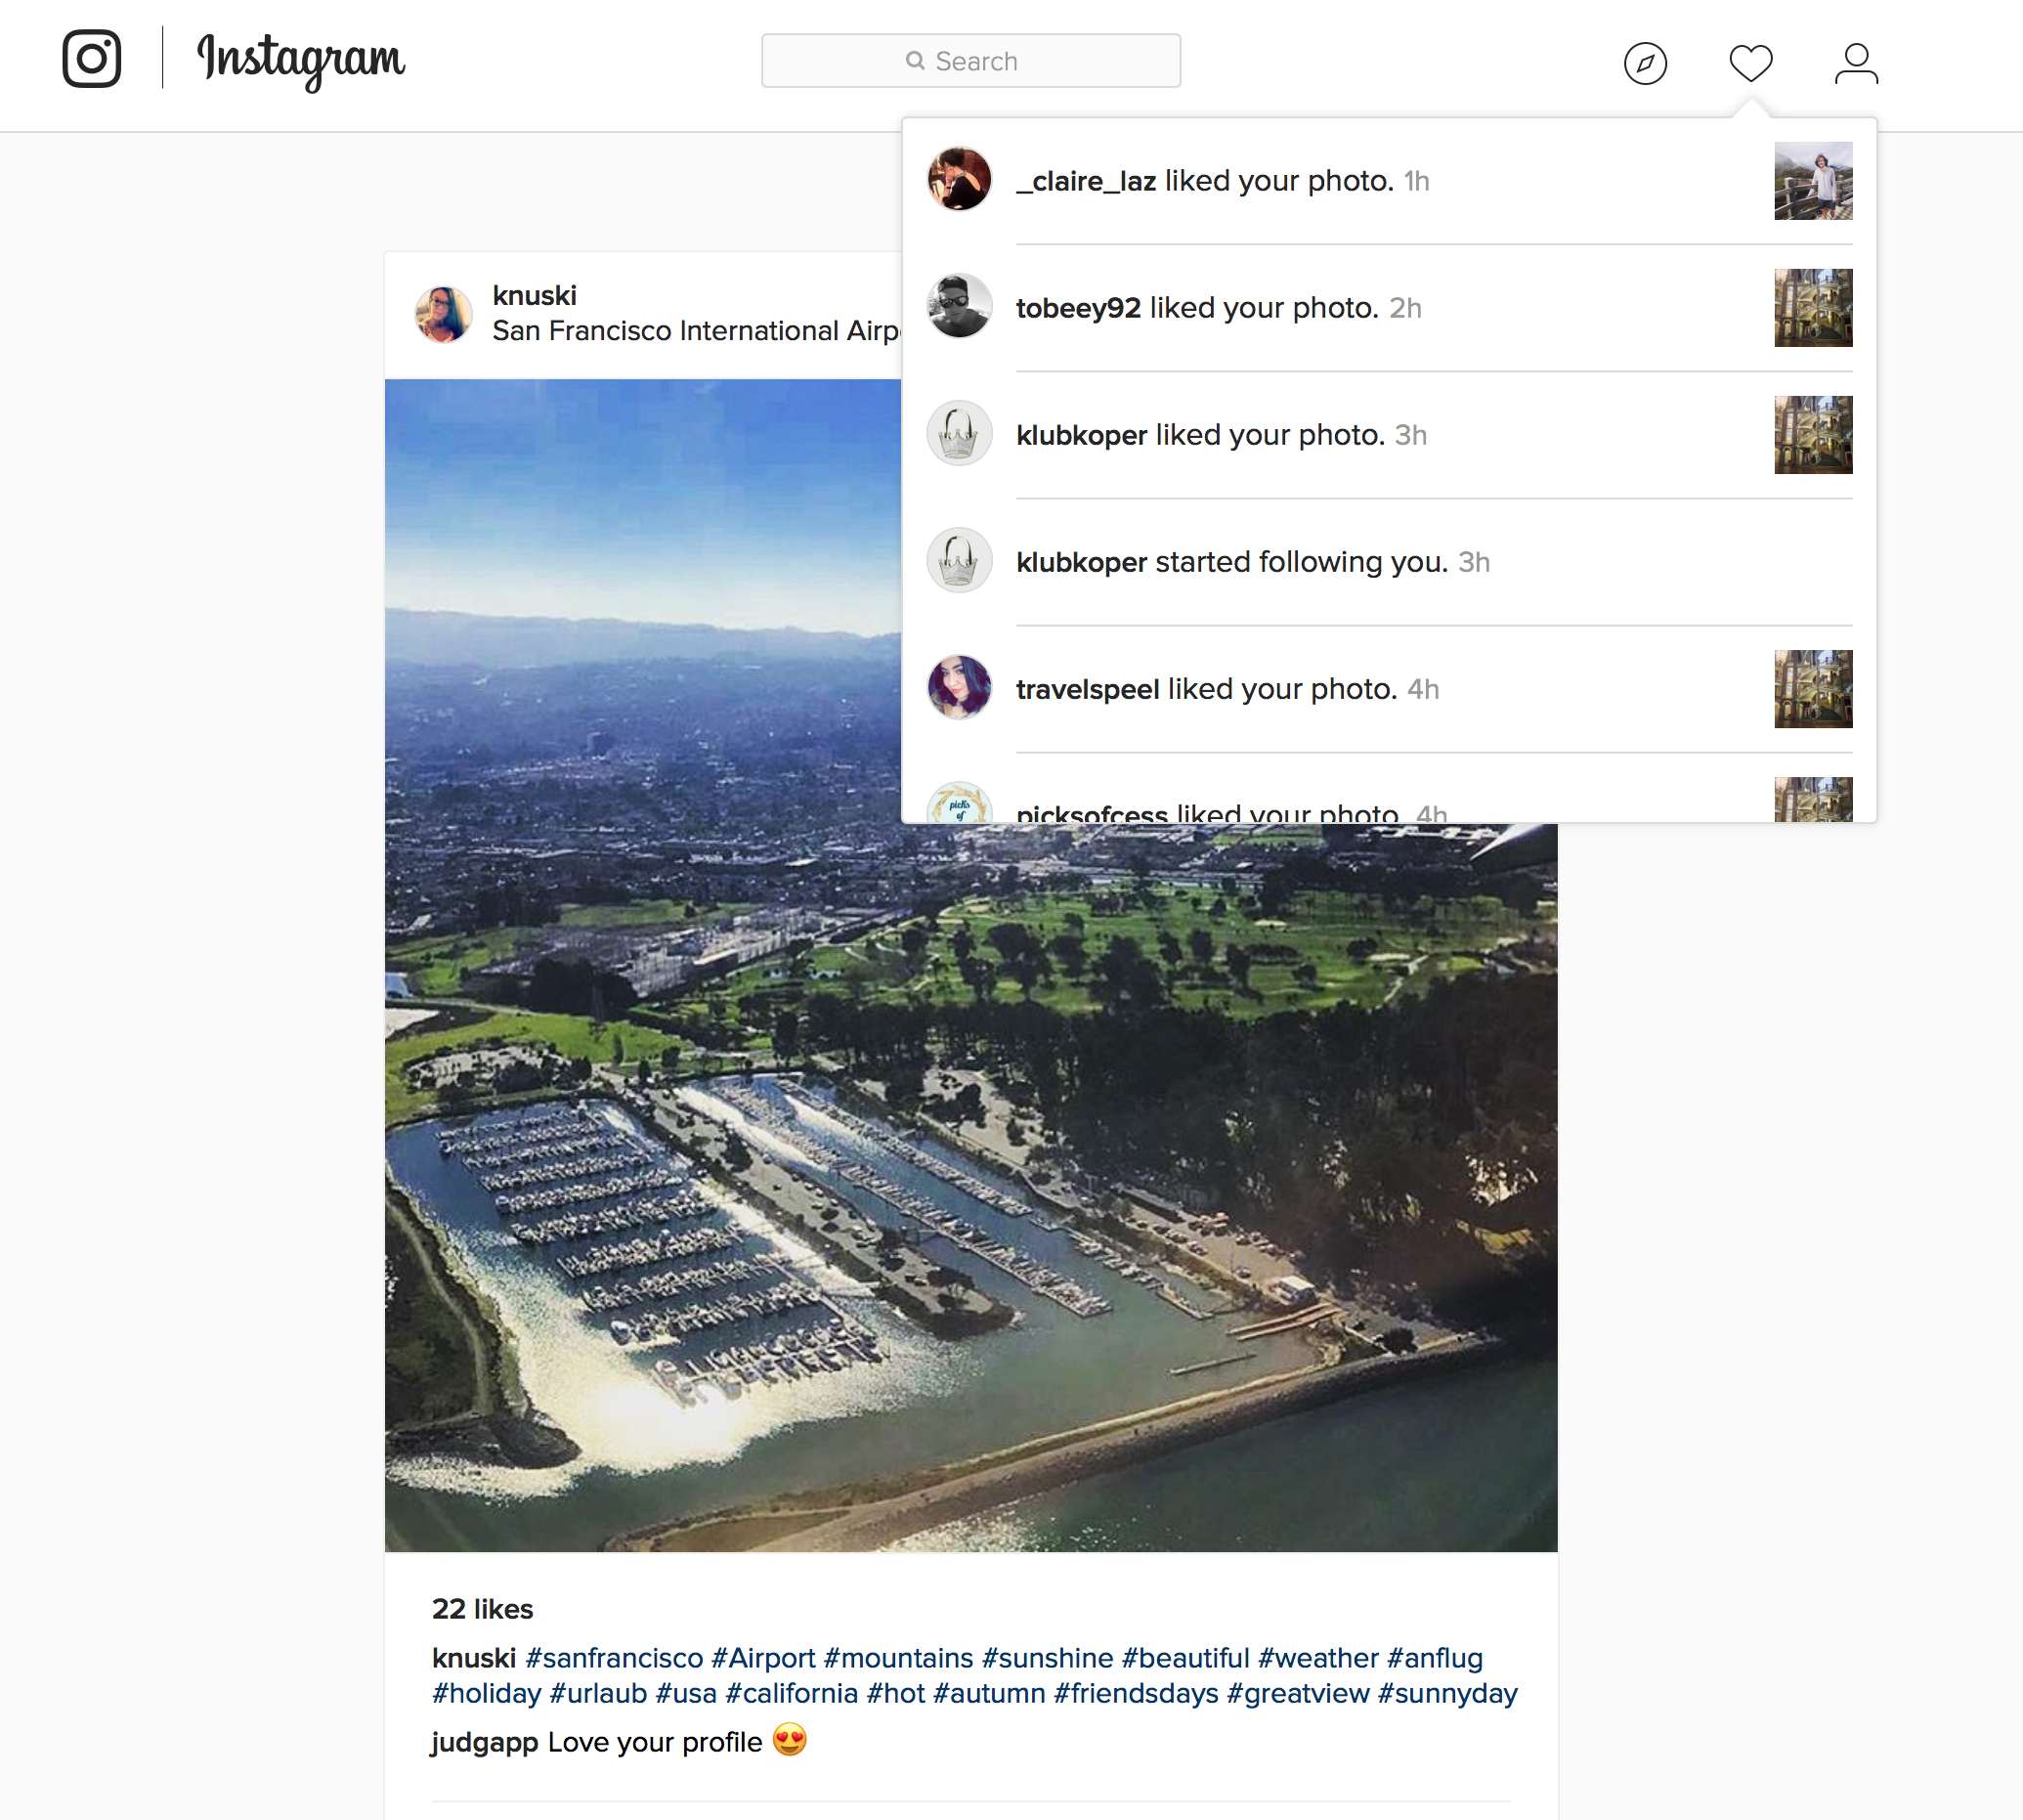 Instagram
Search
_claire_laz liked your photo. 1h
tobeey92 liked your photo. 2h
klubkoper liked your photo. 3h
klubkoper started following you. 3h
travelspeel liked your photo. 4h
picks
of
picksofcess liked your photo. 4h
knuski
San Francisco International Airp
22 likes
knuski #sanfrancisco #Airport #mountains #sunshine #beautiful #weather #anflug
#holiday #urlaub #usa #california #hot #autumn #friendsdays #greatview #sunnyday
judgapp Love your profile 😍